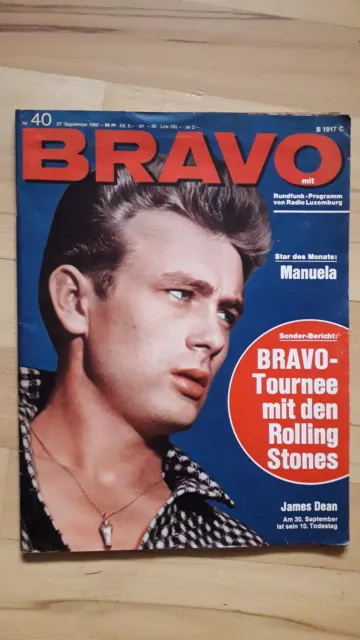 Nr. 40
27. September 1965
B 1917 C
BRAVO
mit
Rundfunk-Programm
von Radio Luxemburg
Star des Monats:
Manuela
Sonder-Bericht:
BRAVO-
Tournee
mit den
Rolling
Stones
James Dean
Am 30. September
ist sein 10. Todestag